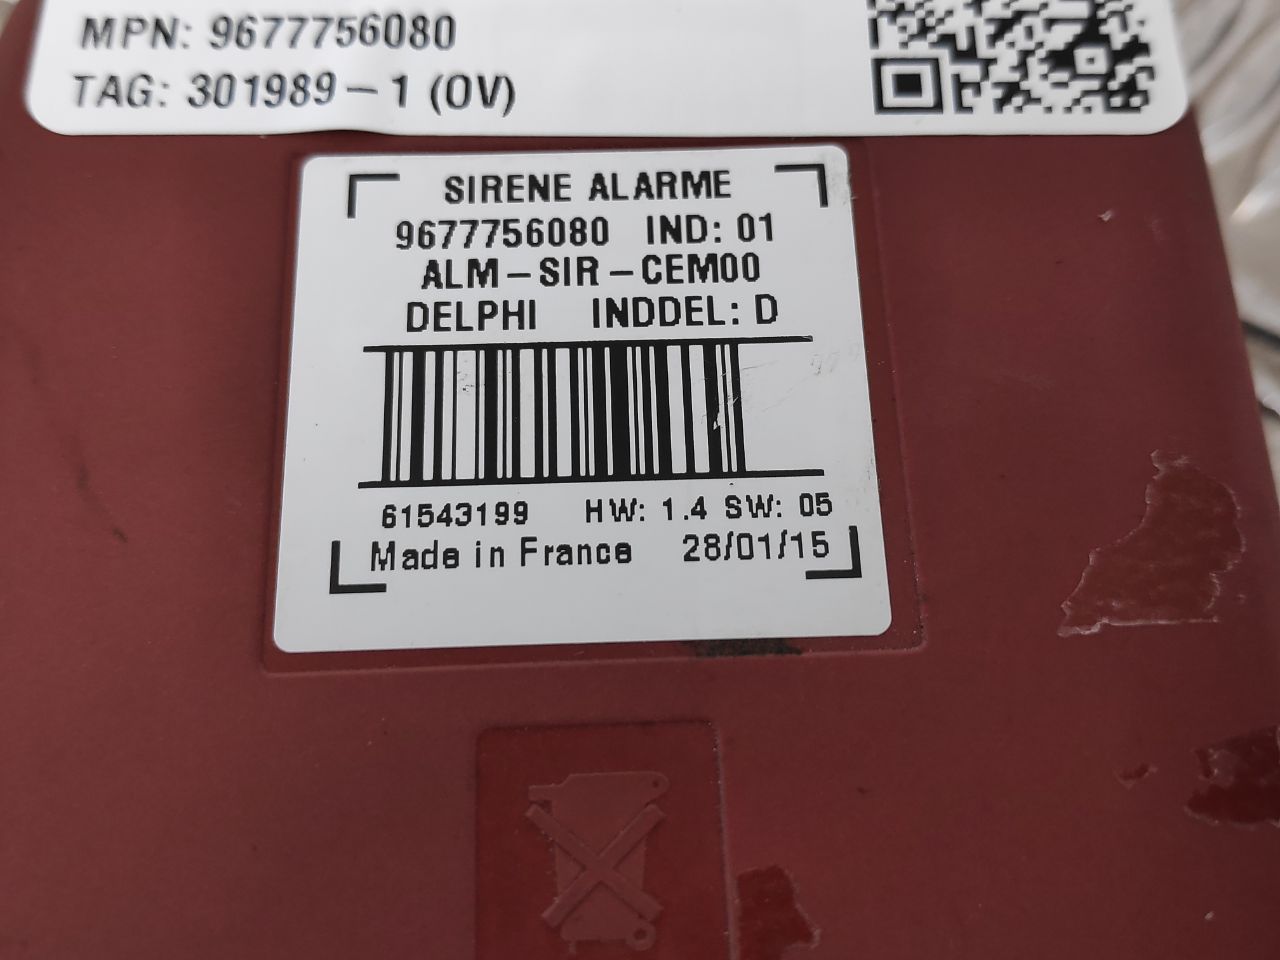 MPN: 9677756080
TAG: 301989-1 (OV)
SIRENE ALARME
9677756080 IND: 01
ALM-SIR-CEM00
DELPHI INDDEL: D
61543199 HW: 1.4 SW: 05
Made in France 28/01/15